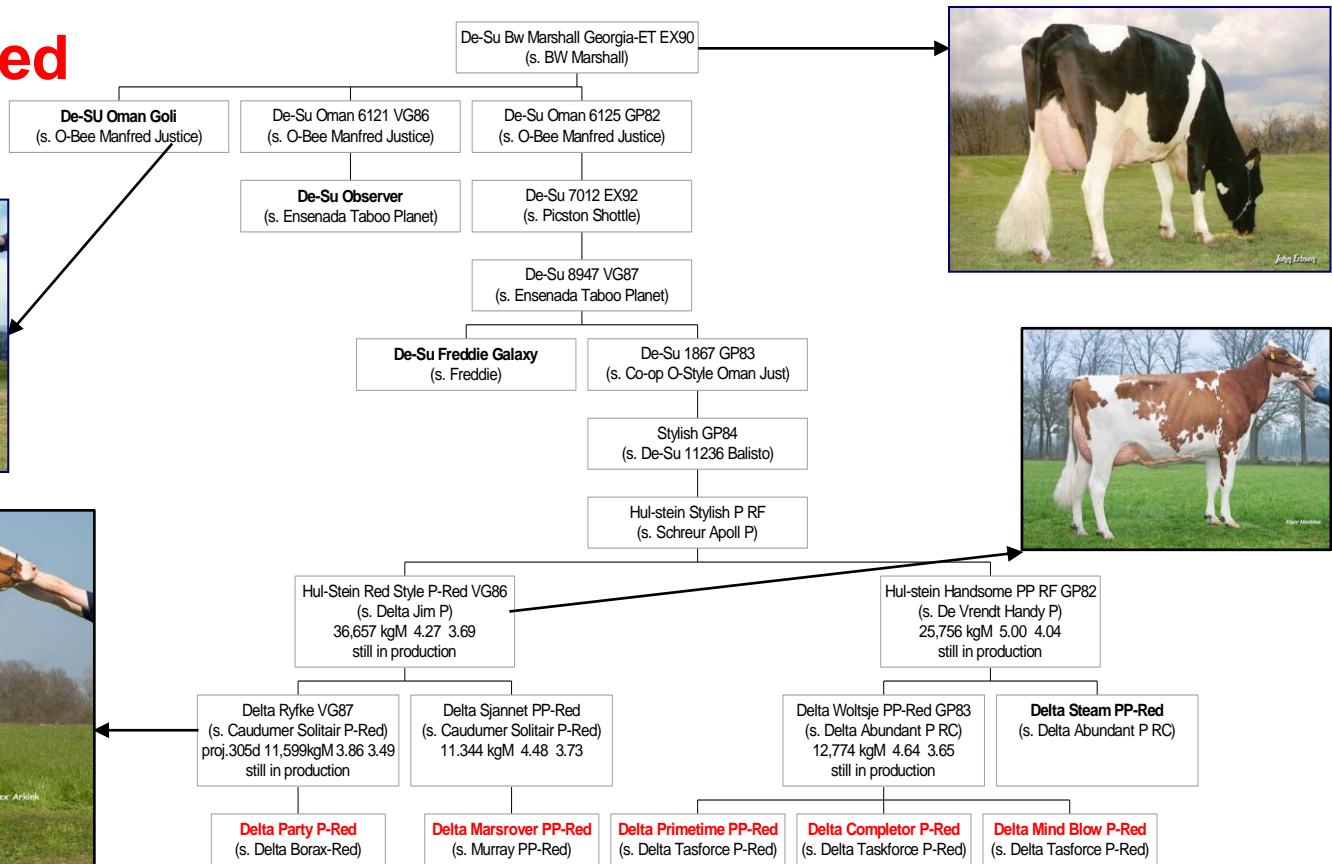 ed
De-Su Bw Marshall Georgia-ET EX90
(s. BW Marshall)
De-SU Oman Goli
(s. O-Bee Manfred Justice)
De-Su Oman 6121 VG86
(s. O-Bee Manfred Justice)
De-Su Oman 6125 GP82
(s. O-Bee Manfred Justice)
De-Su Observer
(s. Ensenada Taboo Planet)
De-Su 7012 EX92
(s. Picston Shottle)
John Erbsen
De-Su 8947 VG87
(s. Ensenada Taboo Planet)
De-Su Freddie Galaxy
(s. Freddie)
De-Su 1867 GP83
(s. Co-op O-Style Oman Just)
Stylish GP84
(s. De-Su 11236 Balisto)
Hul-stein Stylish P RF
(s. Schreur Apoll P)
Hul-Stein Red Style P-Red VG86
(s. Delta Jim P)
36,657 kgM 4.27 3.69
still in production
Hul-stein Handsome PP RF GP82
(s. De Vrendt Handy P)
25,756 kgM 5.00 4.04
still in production
Delta Ryfke VG87
(s. Caudumer Solitair P-Red)
proj.305d 11,599kgM 3.86 3.49
still in production
Delta Sjannet PP-Red
(s. Caudumer Solitair P-Red)
11.344 kgM 4.48 3.73
Delta Woltsje PP-Red GP83
(s. Delta Abundant P RC)
12,774 kgM 4.64 3.65
still in production
Delta Steam PP-Red
(s. Delta Abundant P RC)
Arkink
Delta Party P-Red
(s. Delta Borax-Red)
Delta Marsrover PP-Red
(s. Murray PP-Red)
Delta Primetime PP-Red
(s. Delta Tasforce P-Red)
Delta Completor P-Red
(s. Delta Taskforce P-Red)
Delta Mind Blow P-Red
(s. Delta Tasforce P-Red)